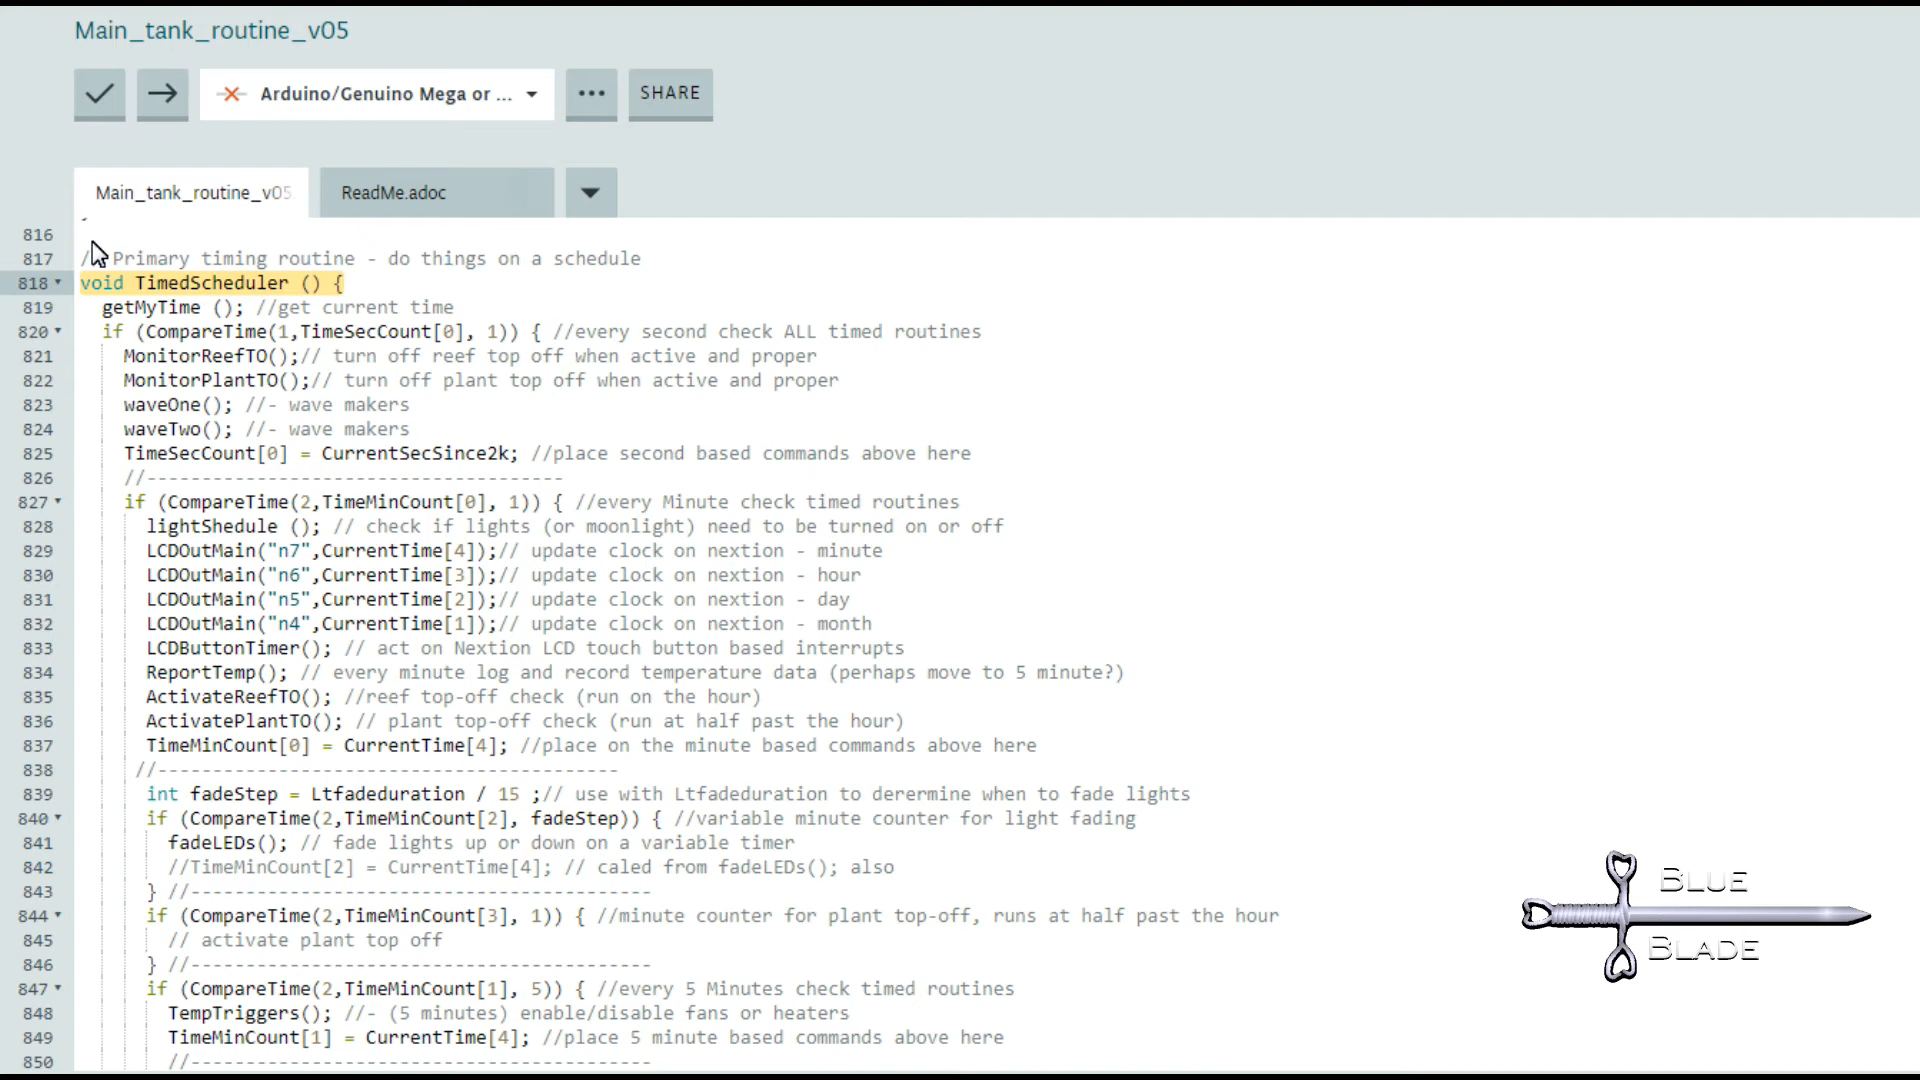 Main_tank_routine_v05
Arduino/Genuino Mega or ...
SHARE
Main_tank_routine_v05
ReadMe.adoc
816
817 // Primary timing routine - do things on a schedule
818 void TimedScheduler () {
819 getMyTime (); //get current time
820 if (CompareTime(1,TimeSecCount[0], 1)) { //every second check ALL timed routines
821 MonitorReefTO();// turn off reef top off when active and proper
822 MonitorPlantTO();// turn off plant top off when active and proper
823 waveOne(); //- wave makers
824 waveTwo(); //- wave makers
825 TimeSecCount[0] = CurrentSecSince2k; //place second based commands above here
826 //--------------------------------------
827 if (CompareTime(2,TimeMinCount[0], 1)) { //every Minute check timed routines
828 lightShedule (); // check if lights (or moonlight) need to be turned on or off
829 LCDOutMain("n7",CurrentTime[4]);// update clock on nextion - minute
830 LCDOutMain("n6",CurrentTime[3]);// update clock on nextion - hour
831 LCDOutMain("n5",CurrentTime[2]);// update clock on nextion - day
832 LCDOutMain("n4",CurrentTime[1]);// update clock on nextion - month
833 LCDButtonTimer(); // act on Nextion LCD touch button based interrupts
834 ReportTemp(); // every minute log and record temperature data (perhaps move to 5 minute?)
835 ActivateReefTO(); //reef top-off check (run on the hour)
836 ActivatePlantTO(); // plant top-off check (run at half past the hour)
837 TimeMinCount[0] = CurrentTime[4]; //place on the minute based commands above here
838 //------------------------------------------
839 int fadeStep = Ltfadeduration / 15 ;// use with Ltfadeduration to derermine when to fade lights
840 if (CompareTime(2,TimeMinCount[2], fadeStep)) { //variable minute counter for light fading
841 fadeLEDs(); // fade lights up or down on a variable timer
842 //TimeMinCount[2] = CurrentTime[4]; // caled from fadeLEDs(); also
843 } //------------------------------------------
844 if (CompareTime(2,TimeMinCount[3], 1)) { //minute counter for plant top-off, runs at half past the hour
845 // activate plant top off
846 } //------------------------------------------
847 if (CompareTime(2,TimeMinCount[1], 5)) { //every 5 Minutes check timed routines
848 TempTriggers(); //- (5 minutes) enable/disable fans or heaters
849 TimeMinCount[1] = CurrentTime[4]; //place 5 minute based commands above here
850 //------------------------------------------
BLUE
BLADE